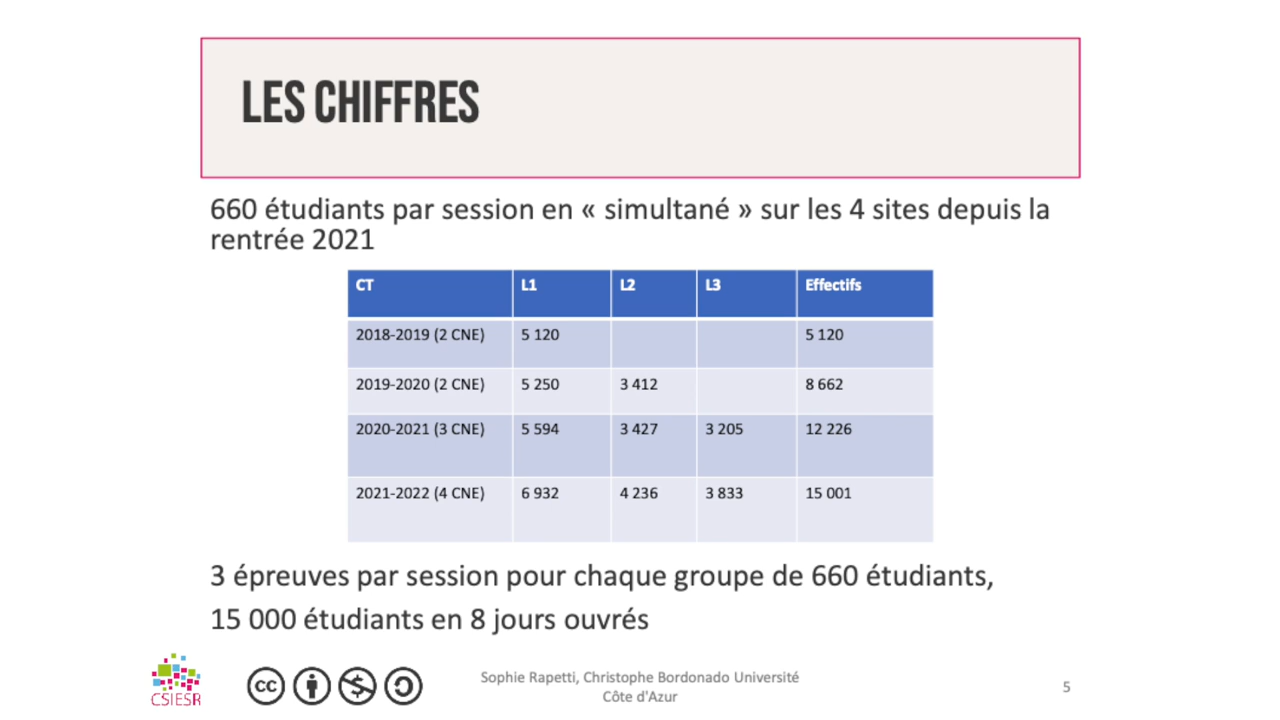 LES CHIFFRES
660 étudiants par session en « simultané » sur les 4 sites depuis la
rentrée 2021
CT L1 L2 L3 Effectifs
2018-2019 (2 CNE) 5 120 5 120
2019-2020 (2 CNE) 5 250 3 412 8 662
2020-2021 (3 CNE) 5 594 3 427 3 205 12 226
2021-2022 (4 CNE) 6 932 4 236 3 833 15 001
3 épreuves par session pour chaque groupe de 660 étudiants,
15 000 étudiants en 8 jours ouvrés
CSIESR
cc
Sophie Rapetti, Christophe Bordonado Université
Côte d'Azur
5